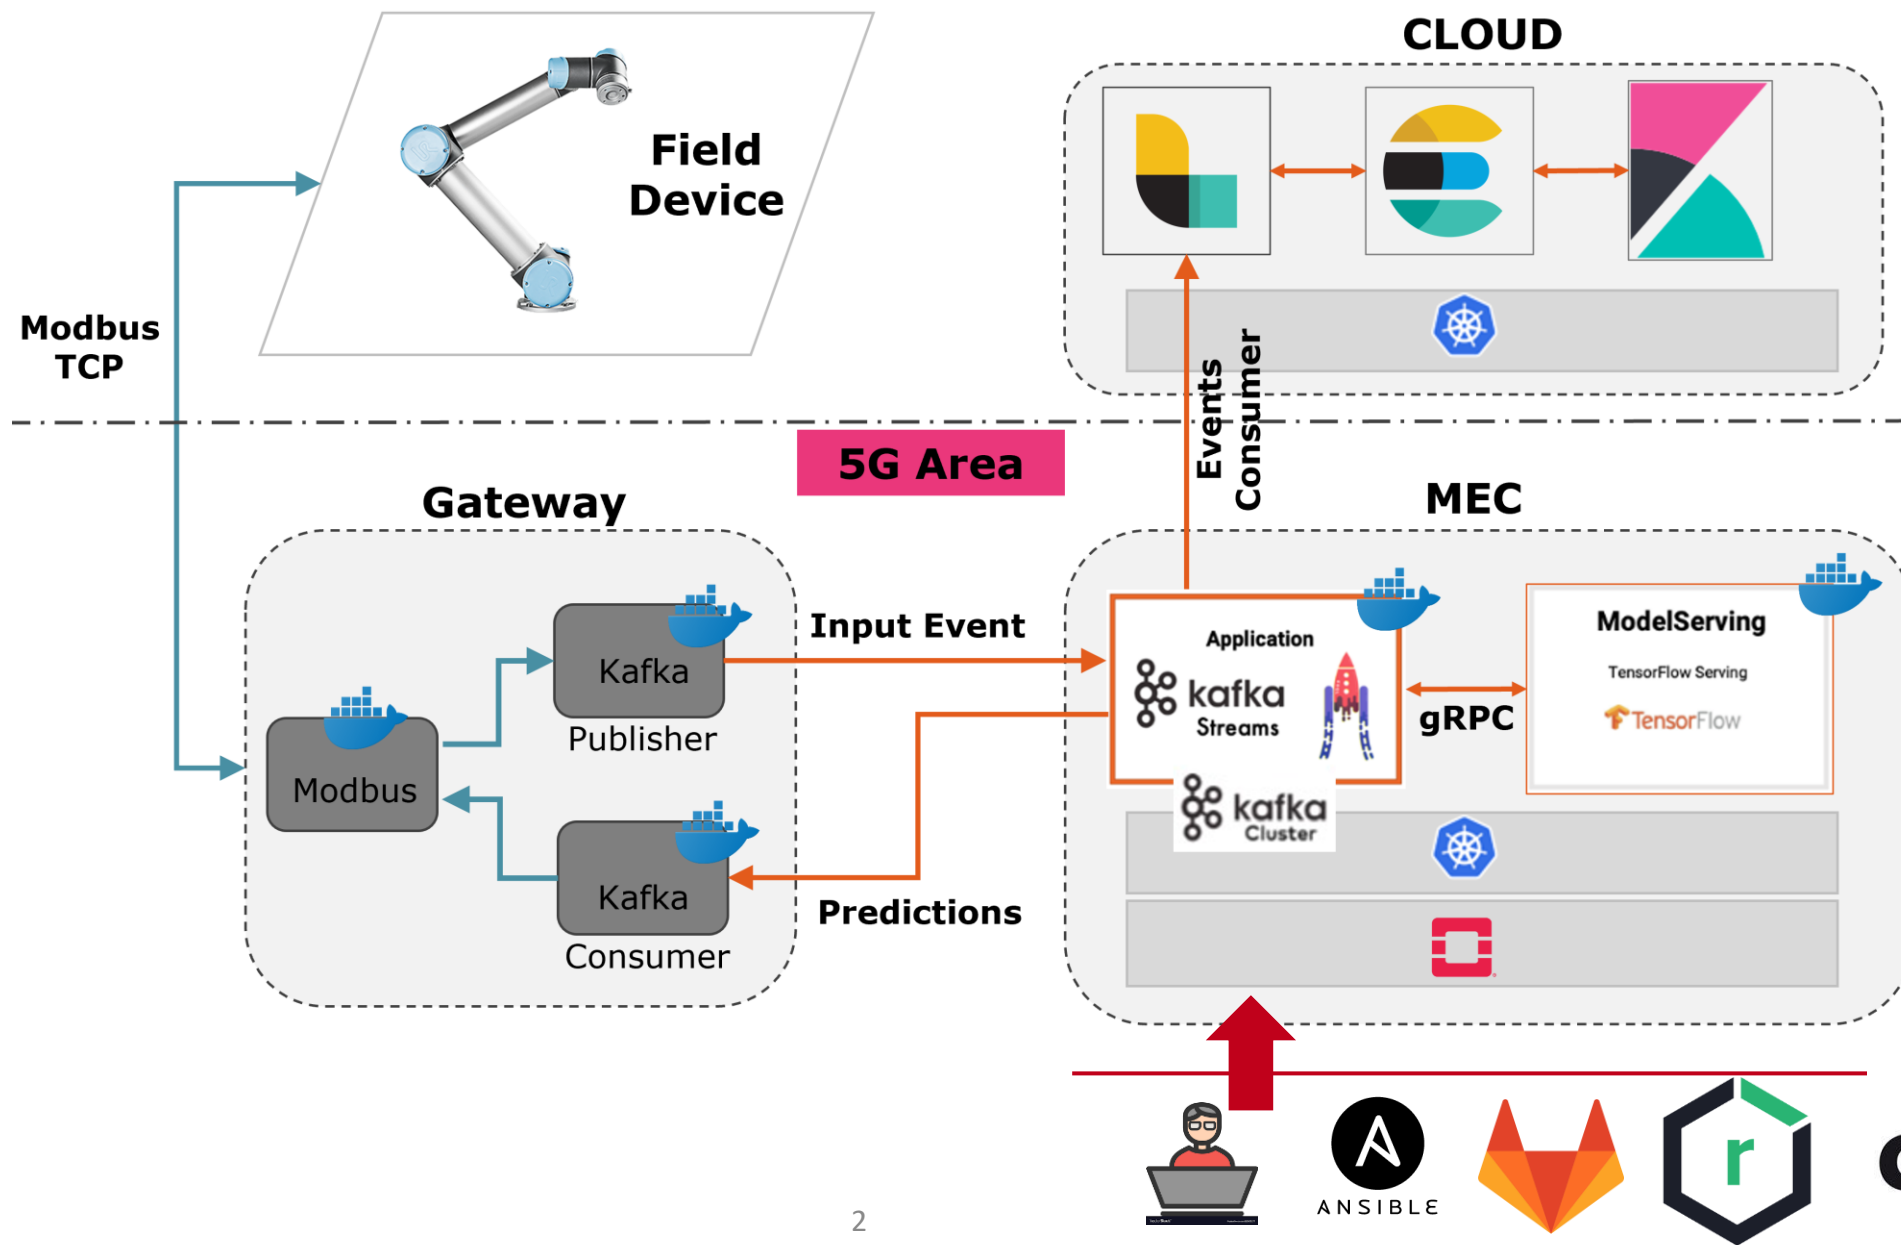 CLOUD
Field
Device
Modbus
TCP
Events
Consumer
5G Area
Gateway
MEC
Input Event
Application
kafka
Streams
gRPC
ModelServing
TensorFlow Serving
TensorFlow
Kafka
Publisher
Modbus
kafka
Cluster
Kafka
Consumer
Predictions
ANSIBLE
r
2